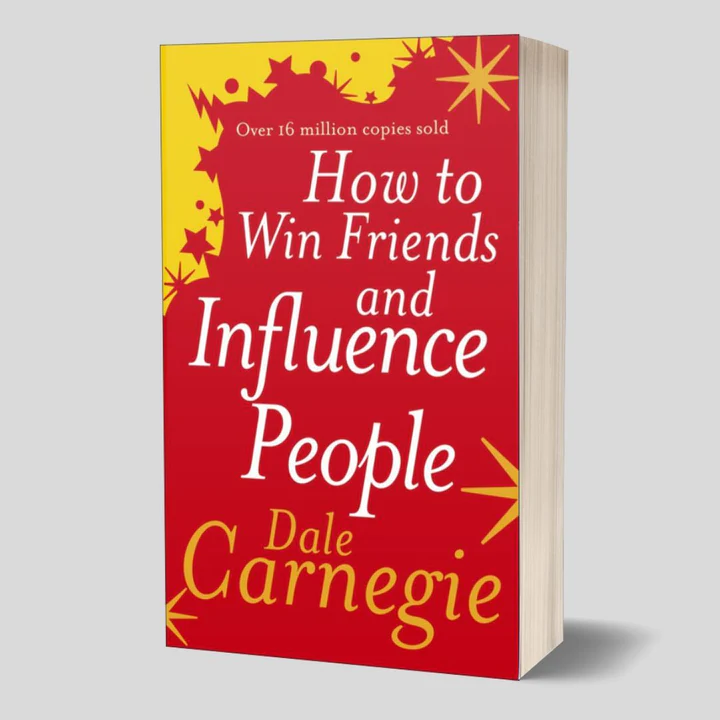 Over 16 million copies sold
How to
Win Friends
and
Influence
People
Dale
Carnegie